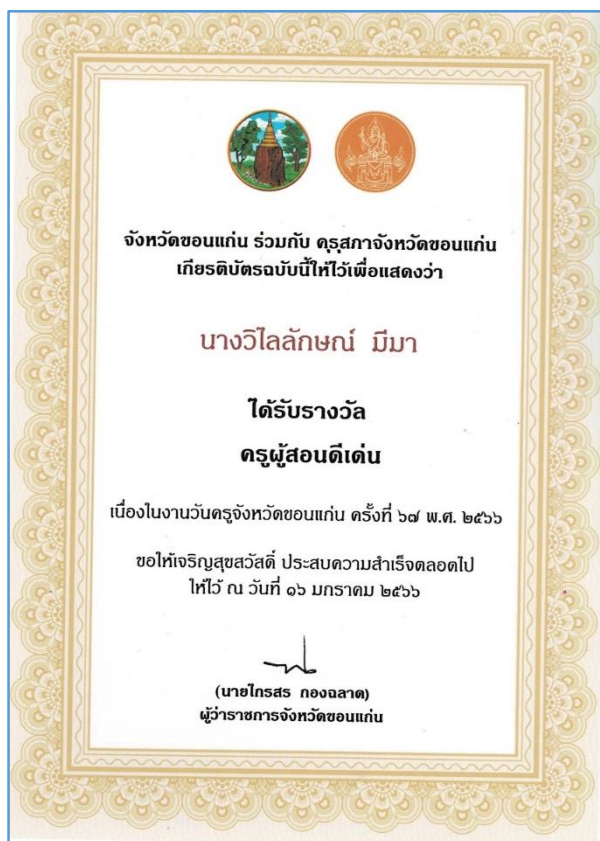 จังหวัดขอนแก่น ร่วมกับ คุรุสภาจังหวัดขอนแก่น
เกียรติบัตรฉบับนี้ให้ไว้เพื่อแสดงว่า
นางวิไลลักษณ์ มีมา
ได้รับรางวัล
ครูผู้สอนดีเด่น
เนื่องในงานวันครูจังหวัดขอนแก่น ครั้งที่ ๖๗ พ.ศ. ๒๕๖๖
ขอให้เจริญสุขสวัสดิ์ ประสบความสำเร็จตลอดไป
ให้ไว้ ณ วันที่ ๑๖ มกราคม ๒๕๖๖
(นายไกรสร กองฉลาด)
ผู้ว่าราชการจังหวัดขอนแก่น